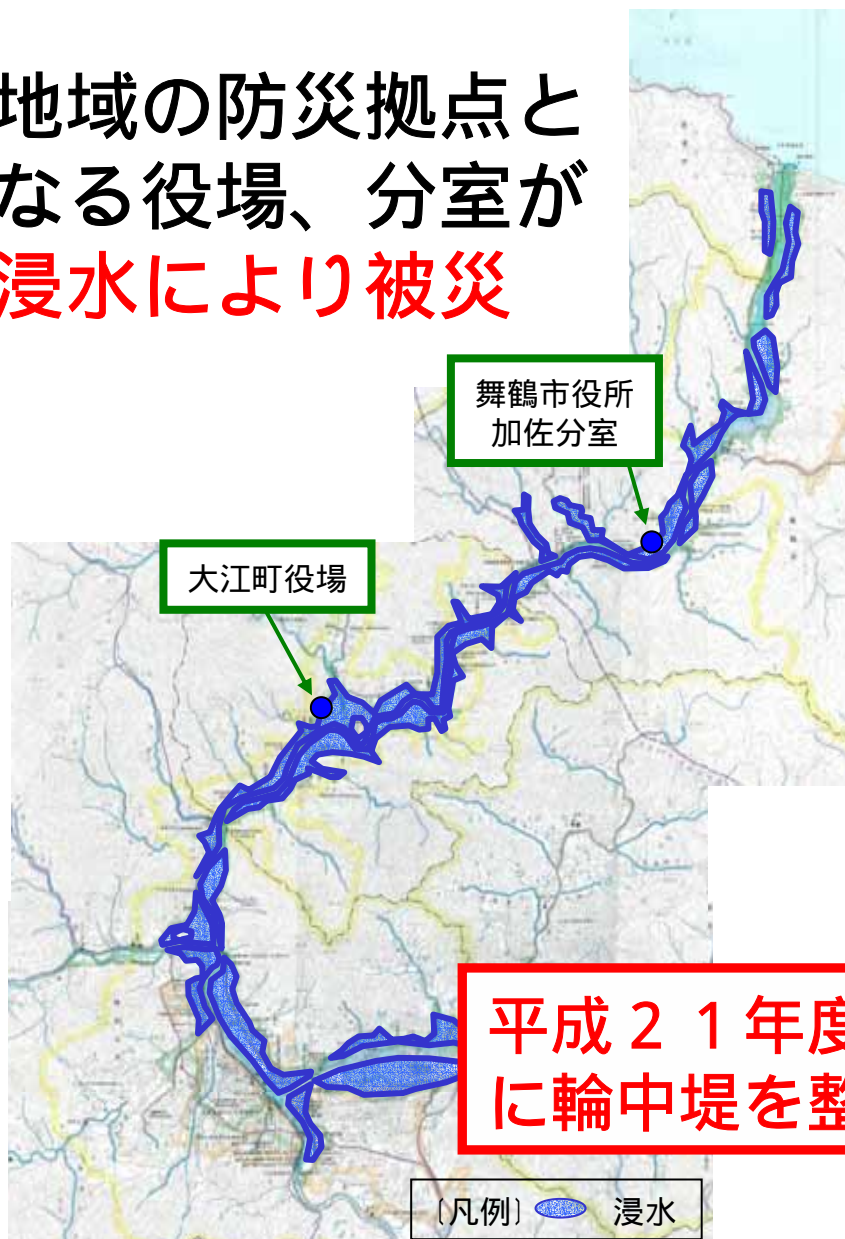 地域の防災拠点と
なる役場、分室が
浸水により被災
舞鶴市役所
加佐分室
大江町役場
平成２１年度
に輪中堤を整
〔凡例〕 浸水